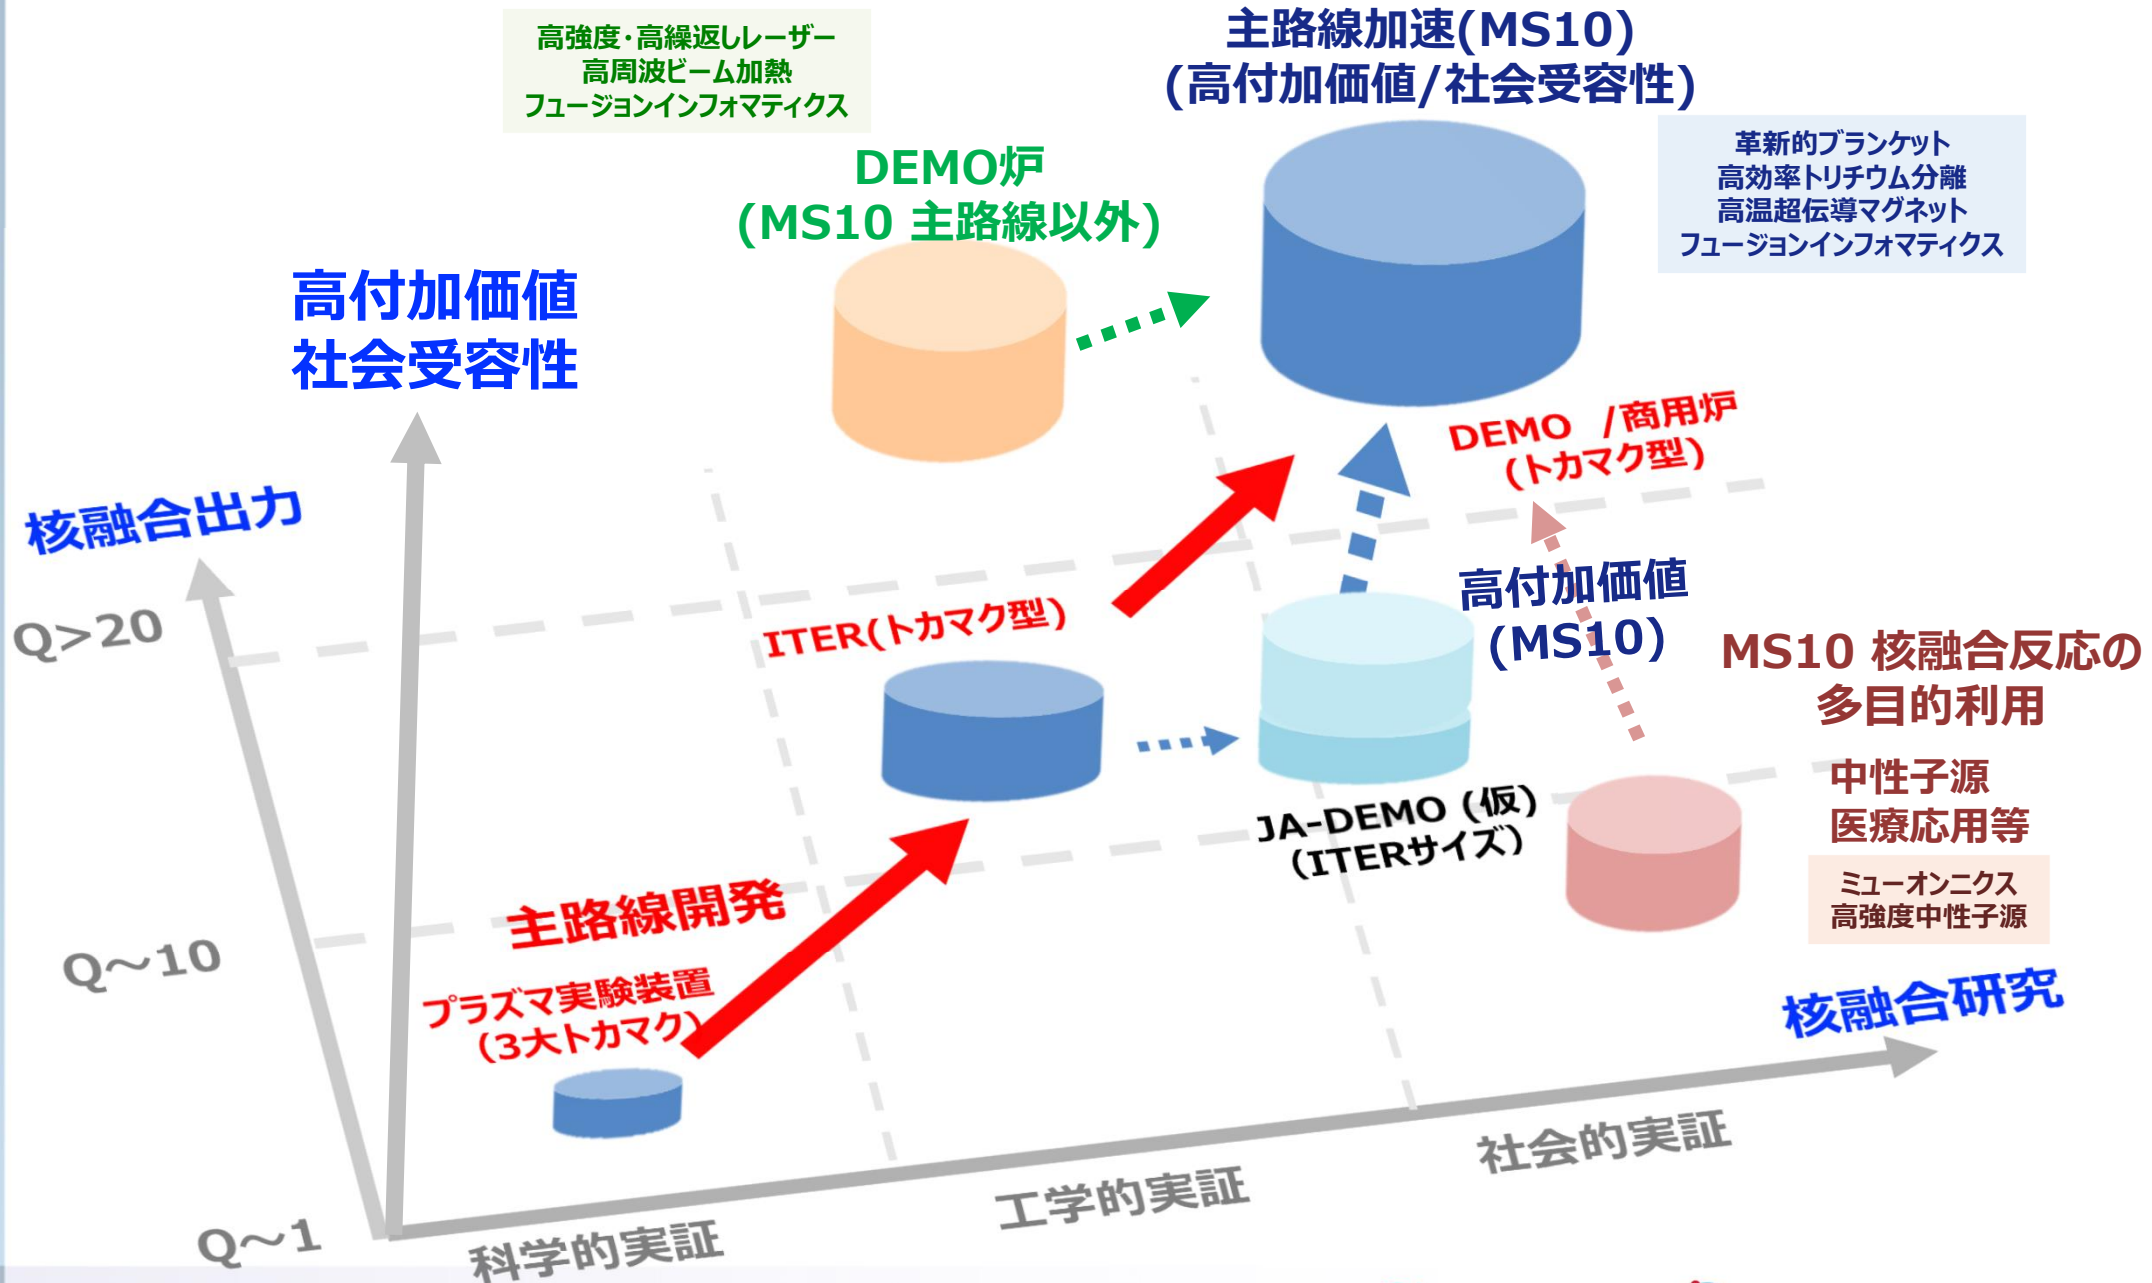 高強度・高繰返しレーザー
高周波ビーム加熱
フュージョンインフォマティクス
主路線加速(MS10)
(高付加価値/社会受容性)
革新的ブランケット
高効率トリチウム分離
高温超伝導マグネット
フュージョンインフォマティクス
DEMO炉
(MS10 主路線以外)
高付加価値
社会受容性
DEMO /商用炉
(トカマク型)
核融合出力
Q>20
ITER(トカマク型)
高付加価値
(MS10)
MS10 核融合反応の
多目的利用
中性子源
医療応用等
ミューオンニクス
高強度中性子源
JA-DEMO (仮)
(ITERサイズ)
主路線開発
Q～10
プラズマ実験装置
(3大トカマク)
核融合研究
Q～1
科学的実証
工学的実証
社会的実証